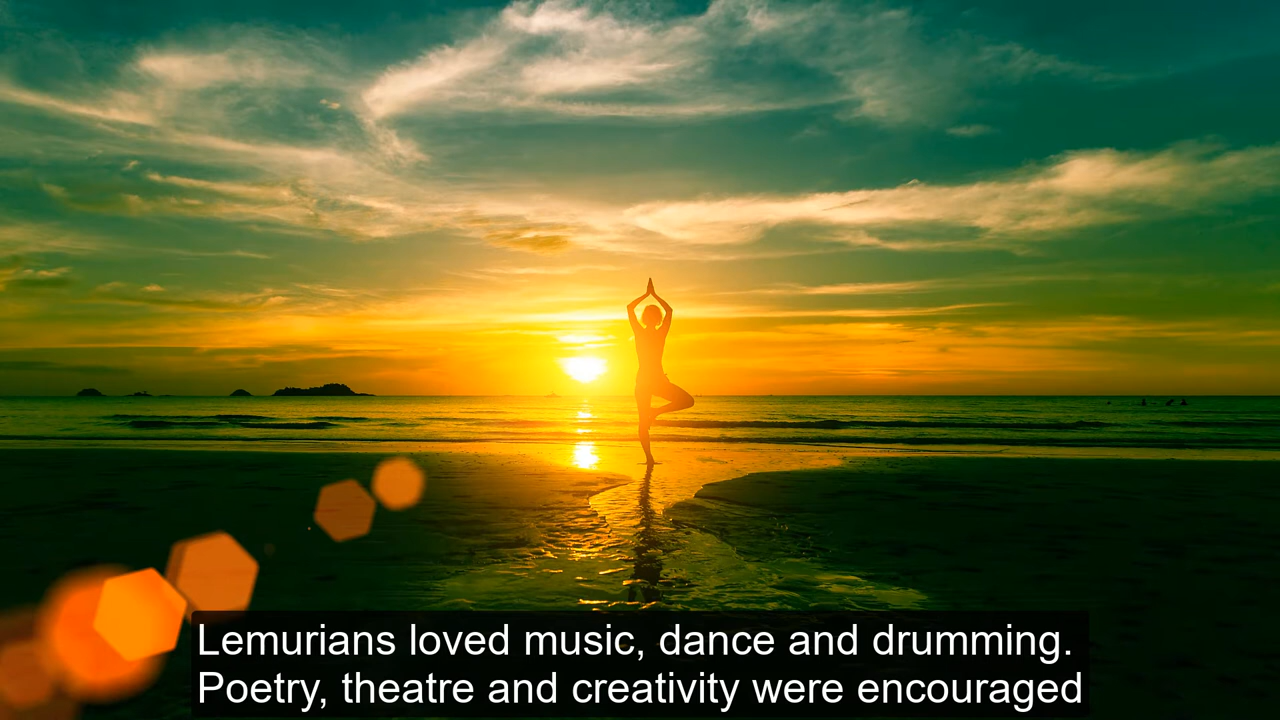 Lemurians loved music, dance and drumming.
Poetry, theatre and creativity were encouraged